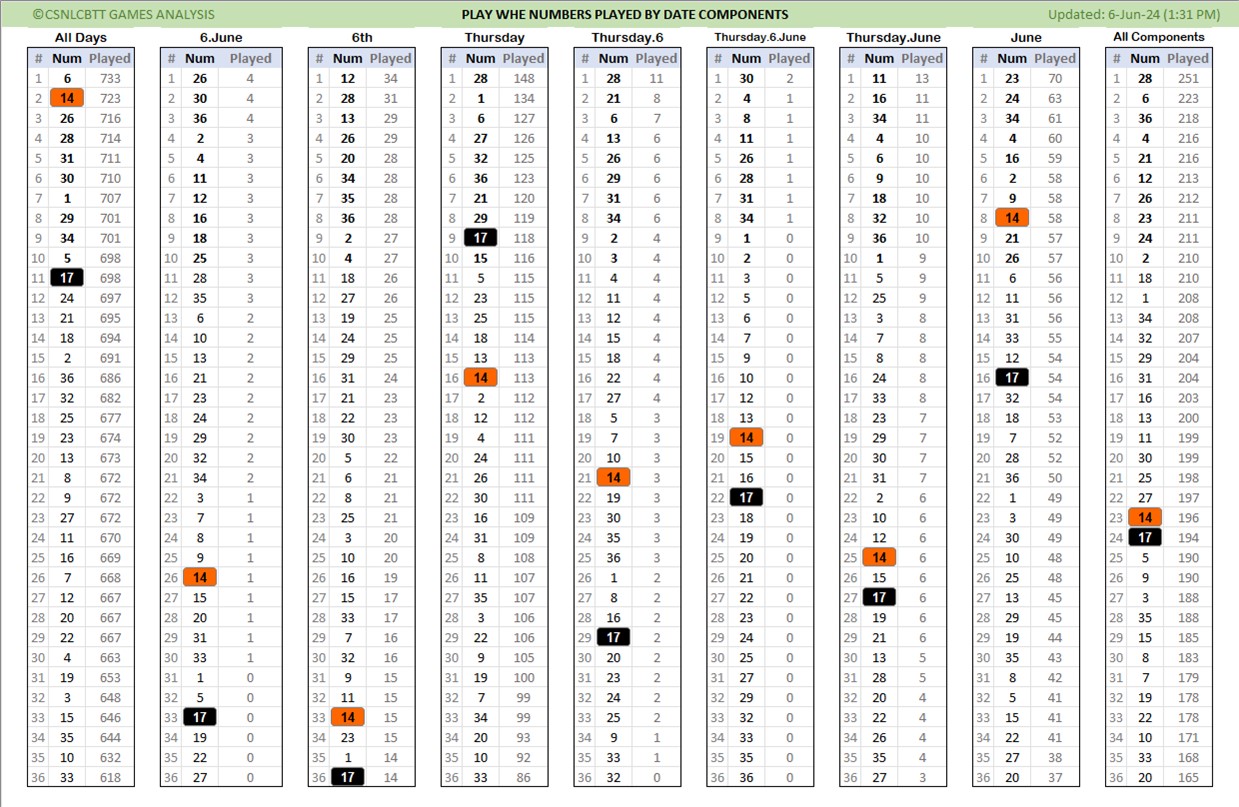 ©CSNLCBTT GAMES ANALYSIS PLAY WHE NUMBERS PLAYED BY DATE COMPONENTS Updated: 6-Jun-24 (1:31 PM)
All Days 6.June 6th Thursday Thursday.6 Thursday.6.June Thursday.June June All Components
# Num Played # Num Played # Num Played # Num Played # Num Played # Num Played # Num Played # Num Played # Num Played
1 6 733 1 26 4 1 12 34 1 28 148 1 28 11 1 30 2 1 11 13 1 23 70 1 28 251
2 14 723 2 30 4 2 28 31 2 1 134 2 21 8 2 4 1 2 16 11 2 24 63 2 6 223
3 26 716 3 36 4 3 13 29 3 6 127 3 6 7 3 8 1 3 34 11 3 34 61 3 36 218
4 28 714 4 2 3 4 26 29 4 27 126 4 13 6 4 11 1 4 4 10 4 4 60 4 4 216
5 31 711 5 4 3 5 20 28 5 32 125 5 26 6 5 26 1 5 6 10 5 16 59 5 21 216
6 30 710 6 11 3 6 34 28 6 36 123 6 29 6 6 28 1 6 9 10 6 2 58 6 12 213
7 1 707 7 12 3 7 35 28 7 21 120 7 31 6 7 31 1 7 18 10 7 9 58 7 26 212
8 29 701 8 16 3 8 36 28 8 29 119 8 34 6 8 34 1 8 32 10 8 14 58 8 23 211
9 34 701 9 18 3 9 2 27 9 17 118 9 2 4 9 1 0 9 36 10 9 21 57 9 24 211
10 5 698 10 25 3 10 4 27 10 15 116 10 3 4 10 2 0 10 1 9 10 26 57 10 2 210
11 17 698 11 28 3 11 18 26 11 5 115 11 4 4 11 3 0 11 5 9 11 6 56 11 18 210
12 24 697 12 35 3 12 27 26 12 23 115 12 11 4 12 5 0 12 25 9 12 11 56 12 1 208
13 21 695 13 6 2 13 19 25 13 25 115 13 12 4 13 6 0 13 3 8 13 31 56 13 34 208
14 18 694 14 10 2 14 24 25 14 18 114 14 15 4 14 7 0 14 7 8 14 33 55 14 32 207
15 2 691 15 13 2 15 29 25 15 13 113 15 18 4 15 9 0 15 8 8 15 12 54 15 29 204
16 36 686 16 21 2 16 31 24 16 14 113 16 22 4 16 10 0 16 24 8 16 17 54 16 31 204
17 32 682 17 23 2 17 21 23 17 2 112 17 27 4 17 12 0 17 33 8 17 32 54 17 16 203
18 25 677 18 24 2 18 22 23 18 12 112 18 5 3 18 13 0 18 23 7 18 18 53 18 13 200
19 23 674 19 29 2 19 30 23 19 4 111 19 7 3 19 14 0 19 29 7 19 7 52 19 11 199
20 13 673 20 32 2 20 5 22 20 24 111 20 10 3 20 15 0 20 30 7 20 28 52 20 30 199
21 8 672 21 34 2 21 6 21 21 26 111 21 14 3 21 16 0 21 31 7 21 36 50 21 25 198
22 9 672 22 3 1 22 8 21 22 30 111 22 19 3 22 17 0 22 2 6 22 1 49 22 27 197
23 27 672 23 7 1 23 25 21 23 16 109 23 30 3 23 18 0 23 10 6 23 3 49 23 14 196
24 11 670 24 8 1 24 3 20 24 31 109 24 35 3 24 19 0 24 12 6 24 30 49 24 17 194
25 16 669 25 9 1 25 10 20 25 8 108 25 36 3 25 20 0 25 14 6 25 10 48 25 5 190
26 7 668 26 14 1 26 16 19 26 11 107 26 1 2 26 21 0 26 15 6 26 25 48 26 9 190
27 12 667 27 15 1 27 15 17 27 35 107 27 8 2 27 22 0 27 17 6 27 13 45 27 3 188
28 20 667 28 20 1 28 33 17 28 3 106 28 16 2 28 23 0 28 19 6 28 29 45 28 35 188
29 22 667 29 31 1 29 7 16 29 22 106 29 17 2 29 24 0 29 21 6 29 19 44 29 15 185
30 4 663 30 33 1 30 32 16 30 9 105 30 20 2 30 25 0 30 13 5 30 35 43 30 8 183
31 19 653 31 1 0 31 9 15 31 19 100 31 23 2 31 27 0 31 28 5 31 8 42 31 7 179
32 3 648 32 5 0 32 11 15 32 7 99 32 24 2 32 29 0 32 20 4 32 5 41 32 19 178
33 15 646 33 17 0 33 14 15 33 34 99 33 25 2 33 32 0 33 22 4 33 15 41 33 22 178
34 35 644 34 19 0 34 23 15 34 20 93 34 9 1 34 33 0 34 26 4 34 22 41 34 10 171
35 10 632 35 22 0 35 1 14 35 10 92 35 33 1 35 35 0 35 35 4 35 27 38 35 33 168
36 33 618 36 27 0 36 17 14 36 33 86 36 32 0 36 36 0 36 27 3 36 20 37 36 20 165